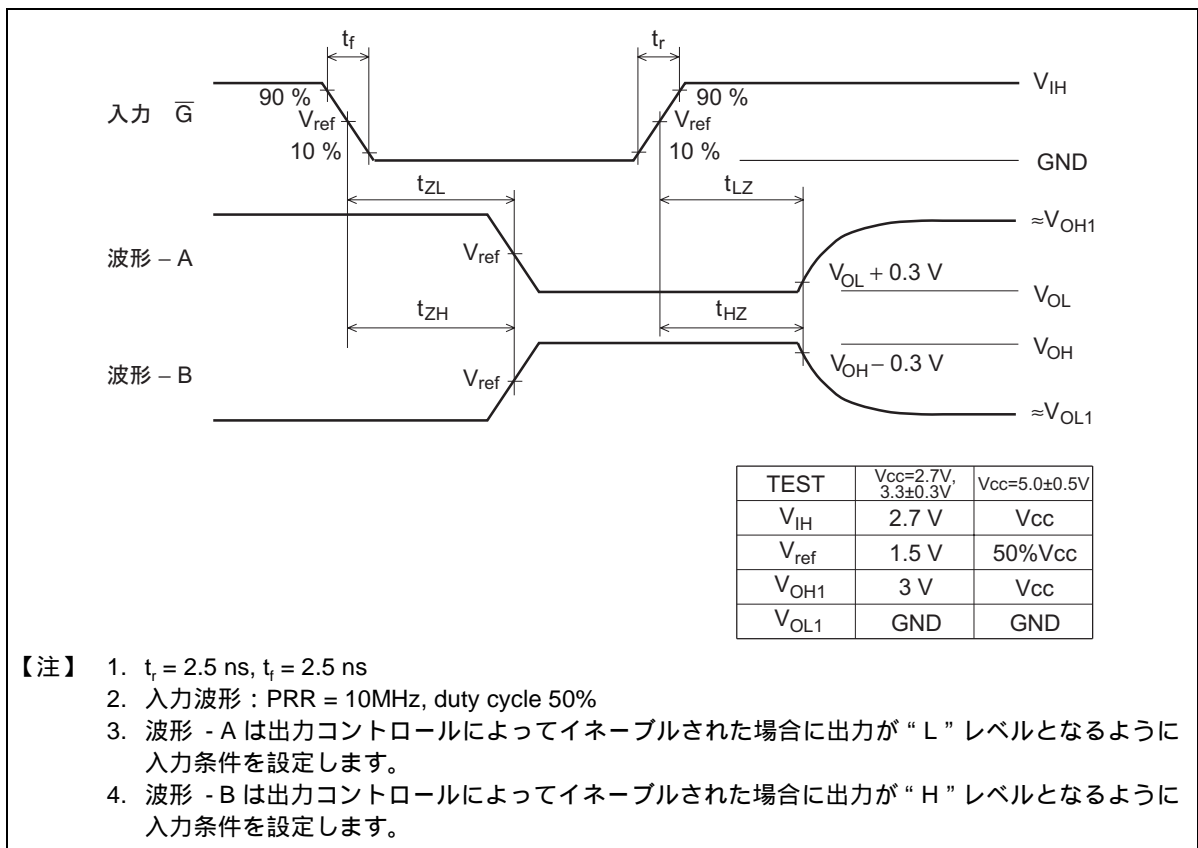 tf
tr
入力 G̅
90 %
Vref
10 %
90 %
Vref
10 %
VIH
GND
tZL
tLZ
波形 – A
Vref
≈VOH1
VOL + 0.3 V
VOL
tZH
tHZ
波形 – B
Vref
VOH
VOH – 0.3 V
≈VOL1
TEST Vcc=2.7V, 3.3±0.3V Vcc=5.0±0.5V
VIH 2.7 V Vcc
Vref 1.5 V 50%Vcc
VOH1 3 V Vcc
VOL1 GND GND
【注】 1. tr = 2.5 ns, tf = 2.5 ns
2. 入力波形：PRR = 10MHz, duty cycle 50%
3. 波形 - A は出力コントロールによってイネーブルされた場合に出力が “ L ” レベルとなるように
入力条件を設定します。
4. 波形 - B は出力コントロールによってイネーブルされた場合に出力が “ H ” レベルとなるように
入力条件を設定します。